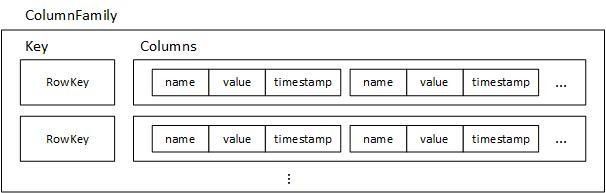 ColumnFamily
Key Columns
RowKey name value timestamp name value timestamp ...
RowKey name value timestamp name value timestamp ...
⋮